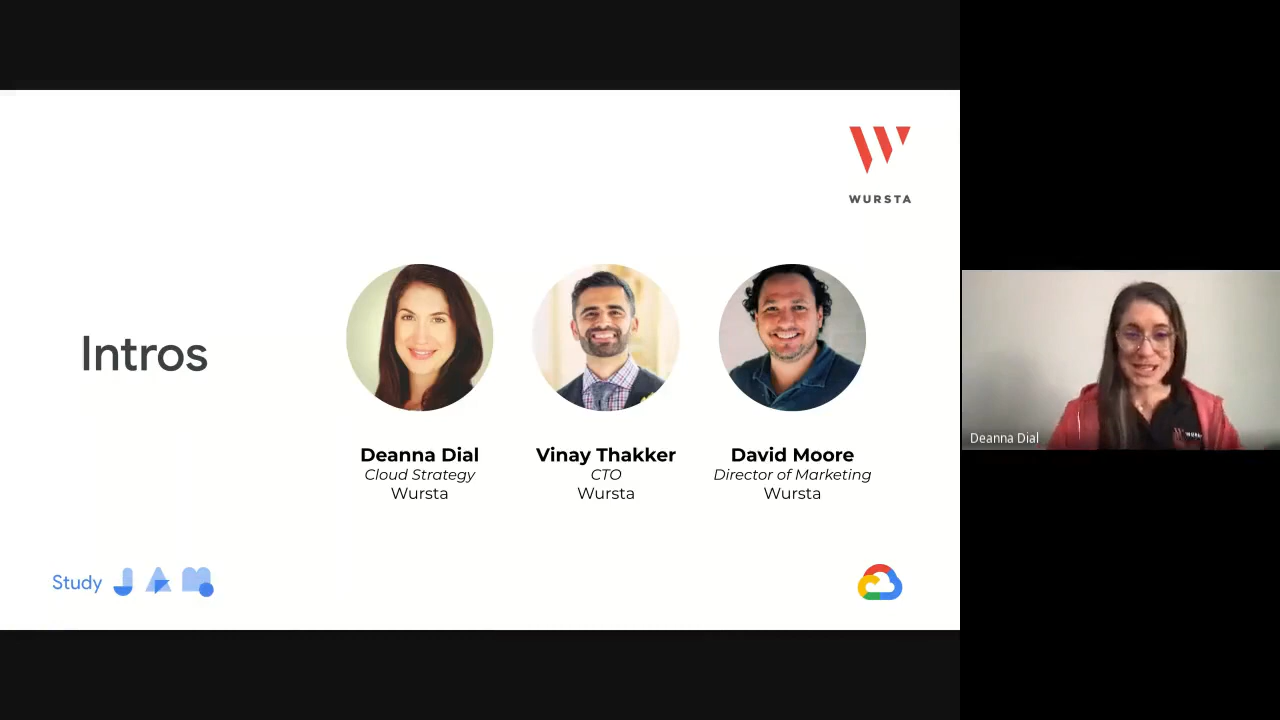 WURSTA
Intros
Deanna Dial
Cloud Strategy
Wursta
Vinay Thakker
CTO
Wursta
David Moore
Director of Marketing
Wursta
Study JAM
Deanna Dial